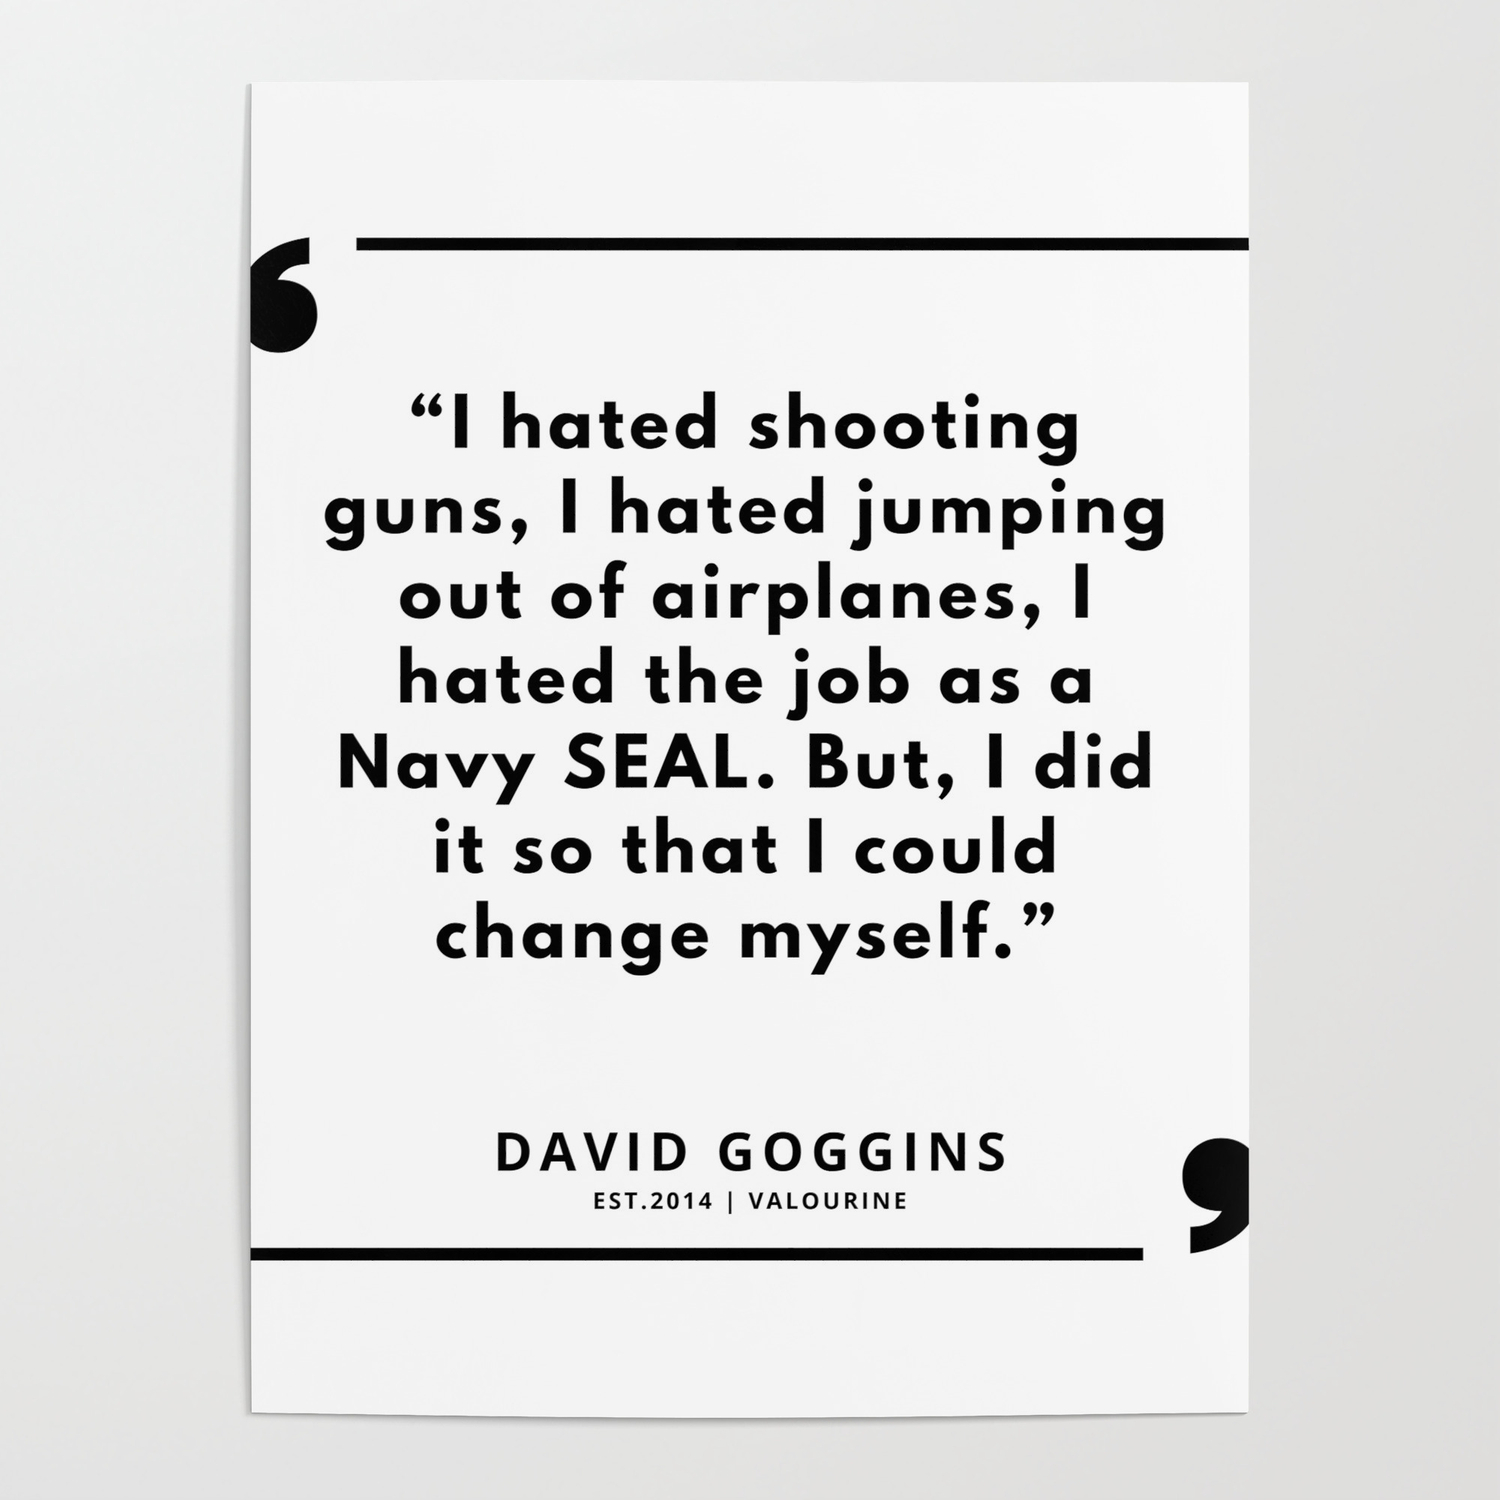 “I hated shooting
guns, I hated jumping
out of airplanes, I
hated the job as a
Navy SEAL. But, I did
it so that I could
change myself.”
DAVID GOGGINS
EST.2014 | VALOURINE